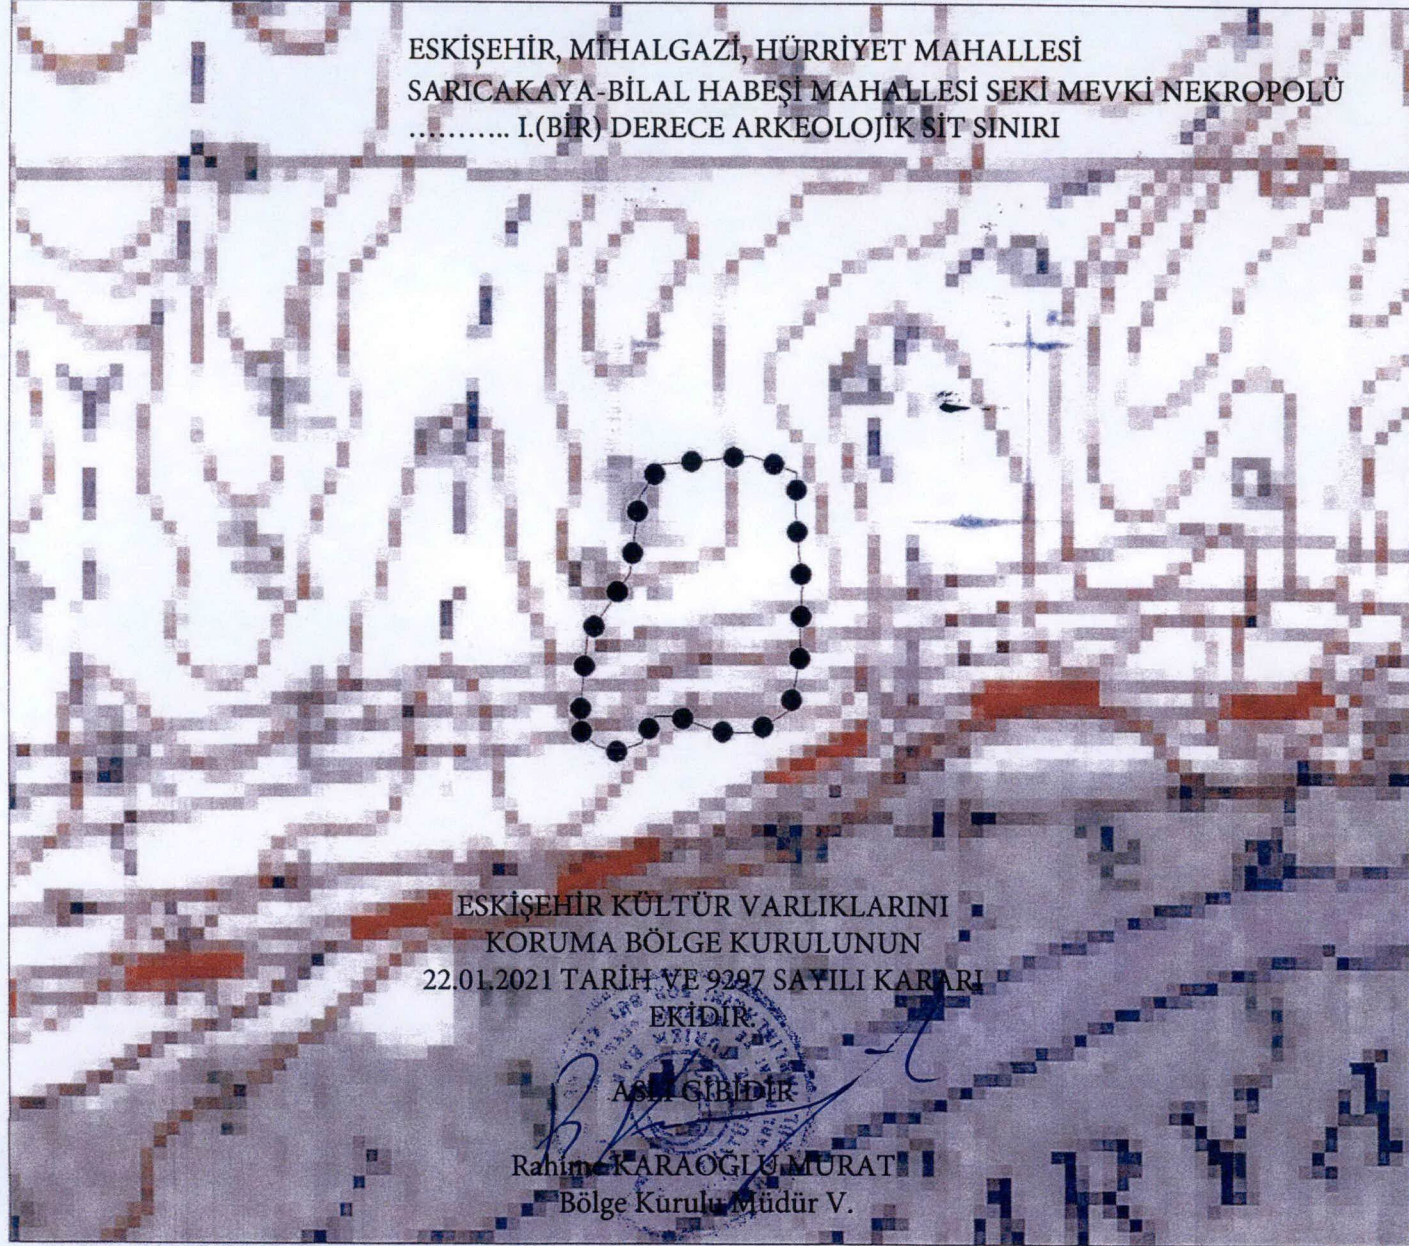 ESKİŞEHİR, MİHALGAZİ, HÜRRİYET MAHALLESİ
SARICAKAYA-BİLAL HABEŞİ MAHALLESİ SEKİ MEVKİ NEKROPOLÜ
........... I.(BİR) DERECE ARKEOLOJİK SİT SINIRI
ESKİŞEHİR KÜLTÜR VARLIKLARINI
KORUMA BÖLGE KURULUNUN
22.01.2021 TARİH VE 9297 SAYILI KARARI
EKİDİR.
ASLI GİBİDİR
Rahime KARAOĞLU MURAT
Bölge Kurulu Müdür V.